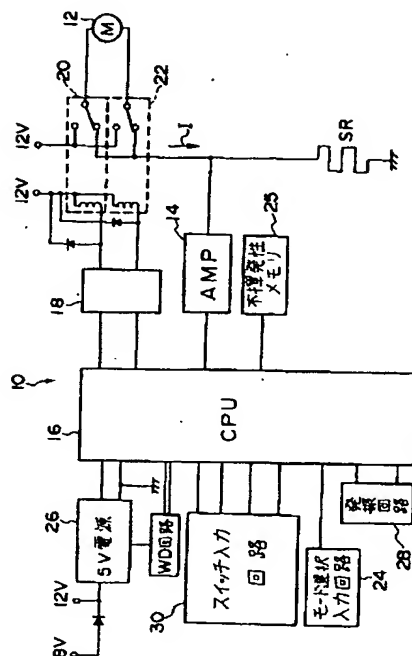 12
M
20
22
12V
12V
I
SR
18
14
AMP
25
不揮発性
メモリ
10
16
CPU
26
5V電源
12V
8V
WD回路
30
スイッチ入力
回路
モード選択
入力回路
24
発振回路
28